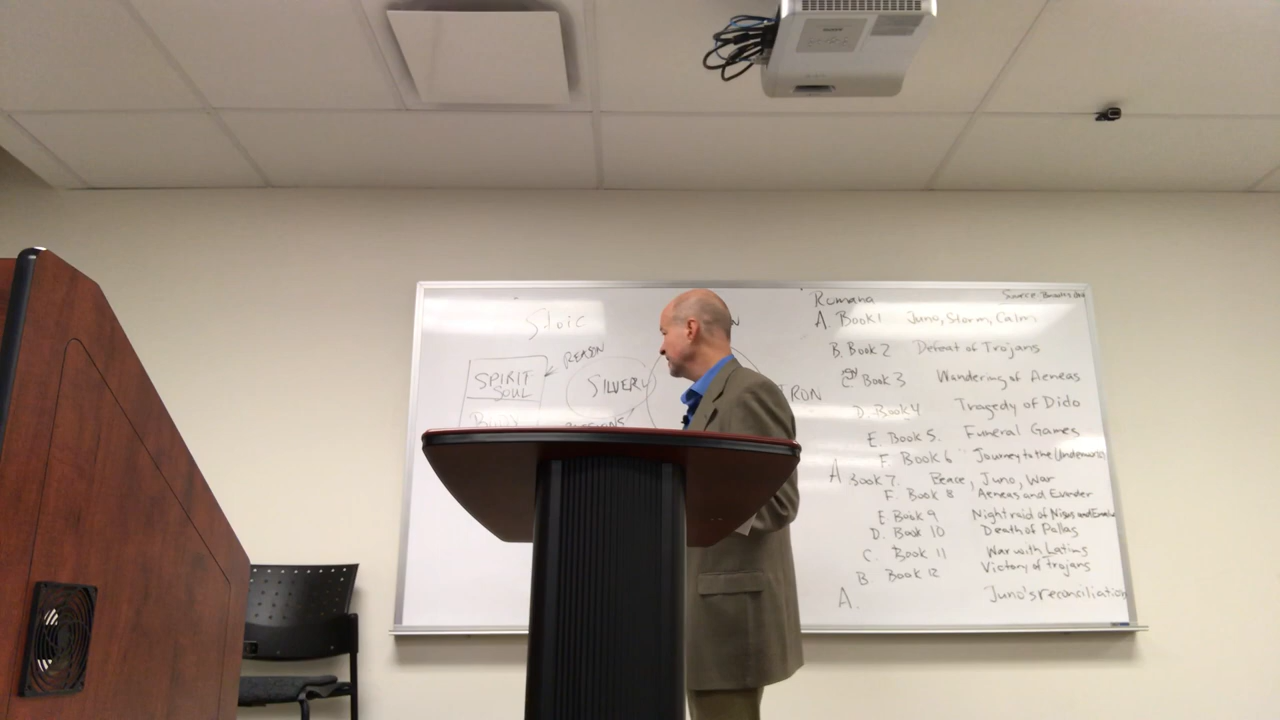 Stoic
REASON
SPIRIT
SOUL
SILVER
IRON
Romana
A. Book 1 Juno, Storm, Calm
B. Book 2 Defeat of Trojans
C. Book 3 Wandering of Aeneas
D. Book 4 Tragedy of Dido
E. Book 5. Funeral Games
F. Book 6 Journey to the
A Book 7. Peace, Juno, War
F. Book 8 Aeneas and Evander
E Book 9 Night raid of Nisus and
D. Book 10 Death of Pallas
C. Book 11 War with Latins
B Book 12 Victory of Trojans
A. Juno's reconciliation